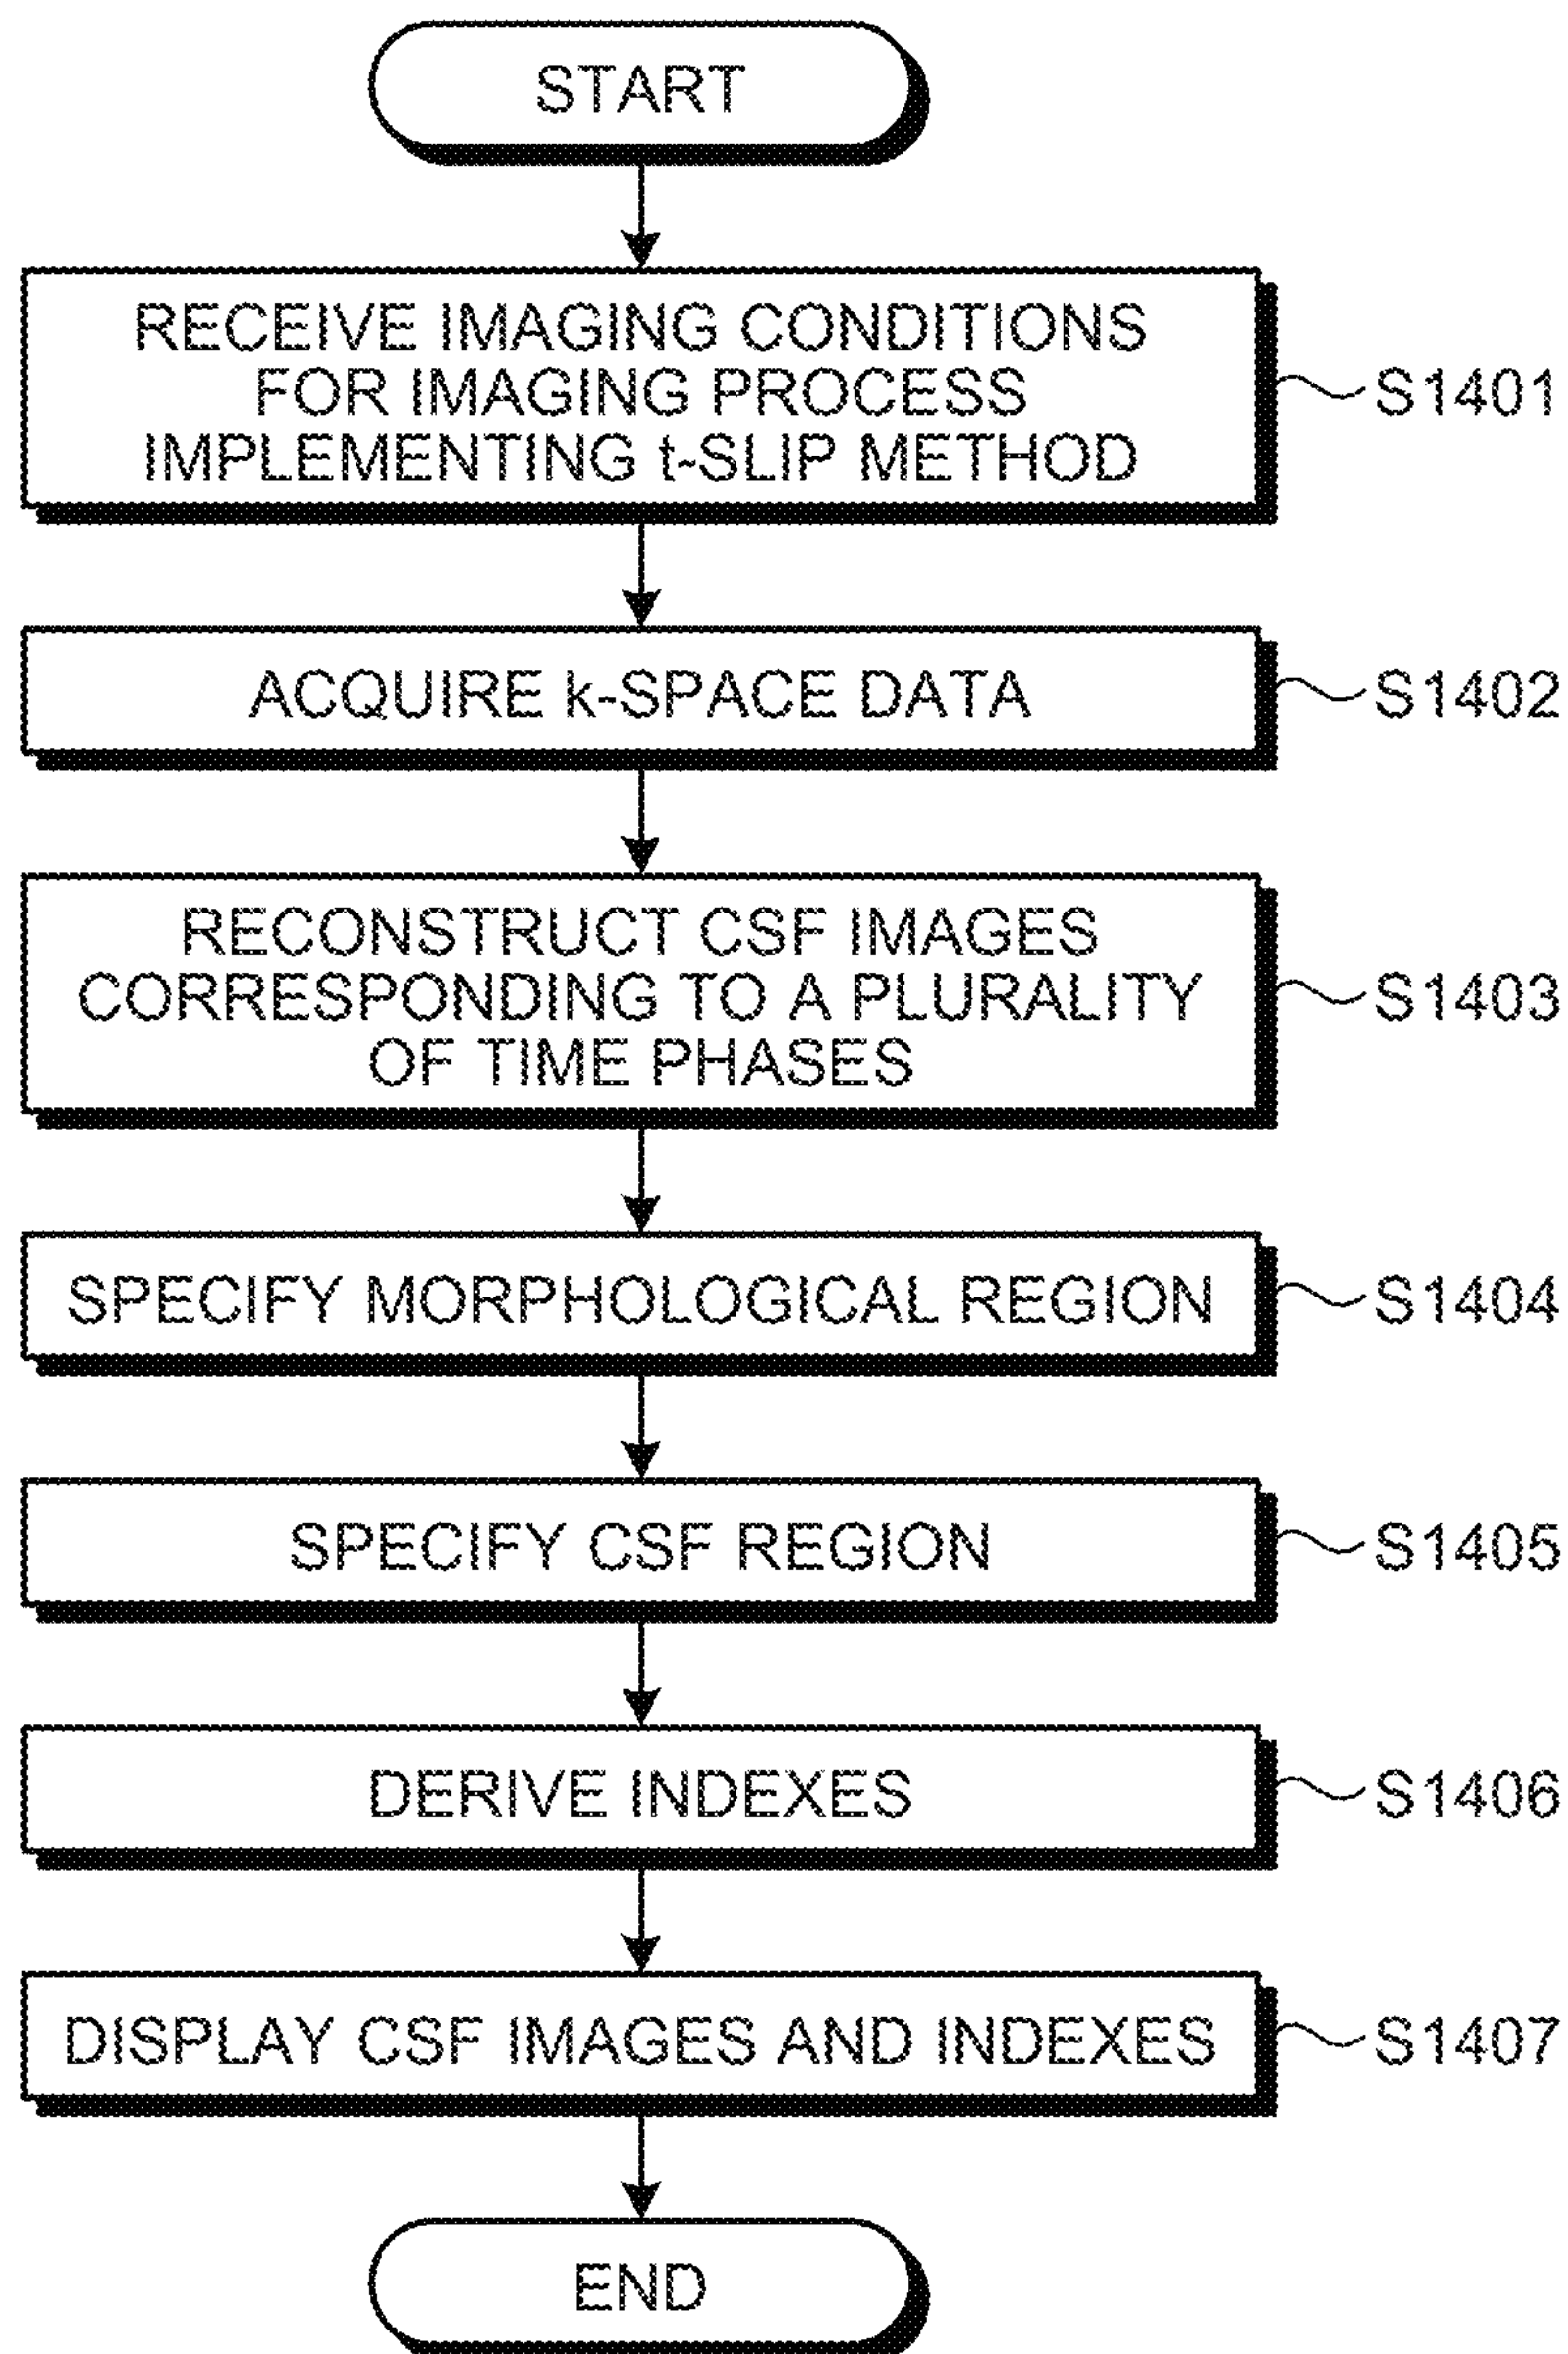 START
RECEIVE IMAGING CONDITIONS
FOR IMAGING PROCESS
IMPLEMENTING t-SLIP METHOD
S1401
ACQUIRE k-SPACE DATA
S1402
RECONSTRUCT CSF IMAGES
CORRESPONDING TO A PLURALITY
OF TIME PHASES
S1403
SPECIFY MORPHOLOGICAL REGION
S1404
SPECIFY CSF REGION
S1405
DERIVE INDEXES
S1406
DISPLAY CSF IMAGES AND INDEXES
S1407
END